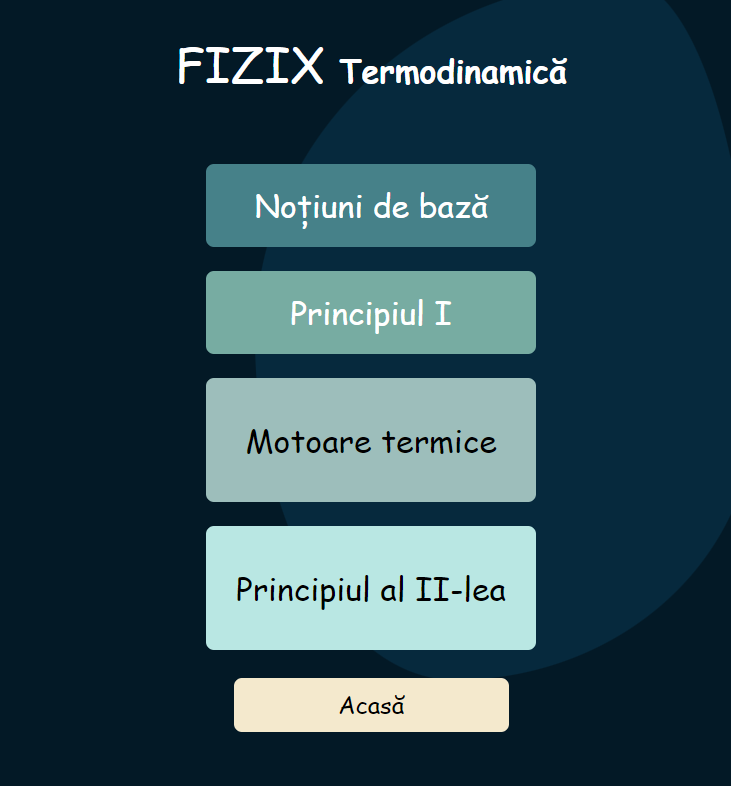 FIZIX Termodinamică
Noțiuni de bază
Principiul I
Motoare termice
Principiul al II-lea
Acasă